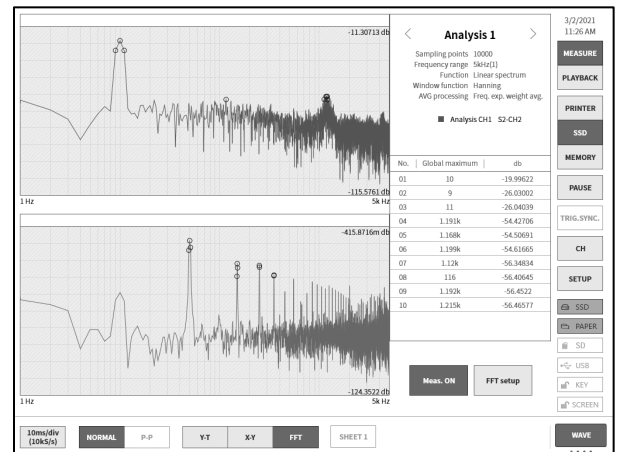 -11.30713 db
-115.5761 db
1 Hz 5k Hz
-415.8716m db
-124.3522 db
1 Hz 5k Hz
< Analysis 1 >
Sampling points 10000
Frequency range 5kHz(1)
Function Linear spectrum
Window function Hanning
AVG processing Freq. exp. weight avg.
Analysis CH1 S2-CH2
No. Global maximum db
01 10 -19.99622
02 9 -26.03002
03 11 -26.04039
04 1.191k -54.42706
05 1.168k -54.50691
06 1.199k -54.61665
07 1.12k -56.34834
08 116 -56.40645
09 1.192k -56.4522
10 1.215k -56.46577
Meas. ON FFT setup
3/2/2021
11:26 AM
MEASURE
PLAYBACK
PRINTER
SSD
MEMORY
PAUSE
TRIG.SYNC.
CH
SETUP
SSD
PAPER
SD
USB
KEY
SCREEN
10ms/div
(10kS/s)
NORMAL P-P Y-T X-Y FFT SHEET 1 WAVE